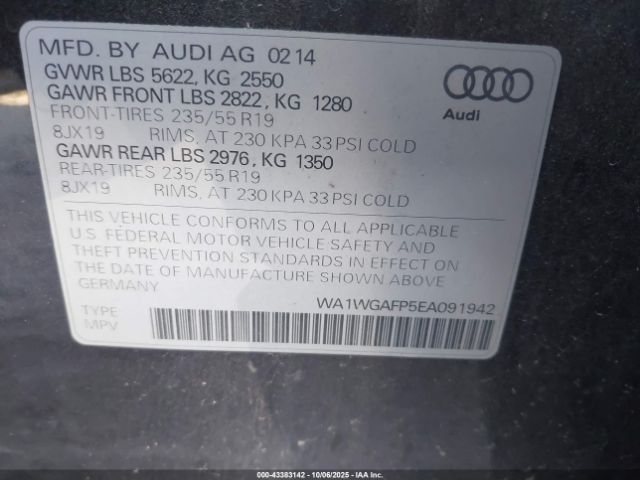 MFD. BY AUDI AG 02 14
GVWR LBS 5622, KG 2550
GAWR FRONT LBS 2822, KG 1280
FRONT-TIRES 235/55 R19
8JX19 RIMS, AT 230 KPA 33 PSI COLD
GAWR REAR LBS 2976, KG 1350
REAR-TIRES 235/55 R19
8JX19 RIMS, AT 230 KPA 33 PSI COLD
Audi
THIS VEHICLE CONFORMS TO ALL APPLICABLE
U.S. FEDERAL MOTOR VEHICLE SAFETY AND
THEFT PREVENTION STANDARDS IN EFFECT ON
THE DATE OF MANUFACTURE SHOWN ABOVE
GERMANY
WA1WGAFP5EA091942
TYPE
MPV
00-43383142 - 10/06/2025 - IAAI.com